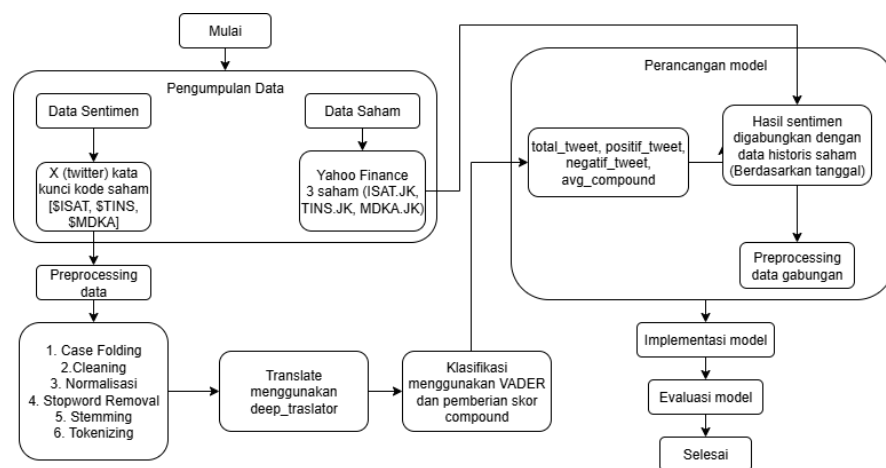 Mulai
Pengumpulan Data
Data Sentimen
Data Saham
X (twitter) kata
kunci kode saham
[$ISAT, $TINS,
$MDKA]
Yahoo Finance
3 saham (ISAT.JK,
TINS.JK, MDKA.JK)
Preprocessing
data
1. Case Folding
2.Cleaning
3. Normalisasi
4. Stopword Removal
5. Stemming
6. Tokenizing
Translate
menggunakan
deep_traslator
Klasifikasi
menggunakan VADER
dan pemberian skor
compound
Perancangan model
total_tweet, positif_tweet,
negatif_tweet,
avg_compound
Hasil sentimen
digabungkan dengan
data historis saham
(Berdasarkan tanggal)
Preprocessing
data gabungan
Implementasi model
Evaluasi model
Selesai